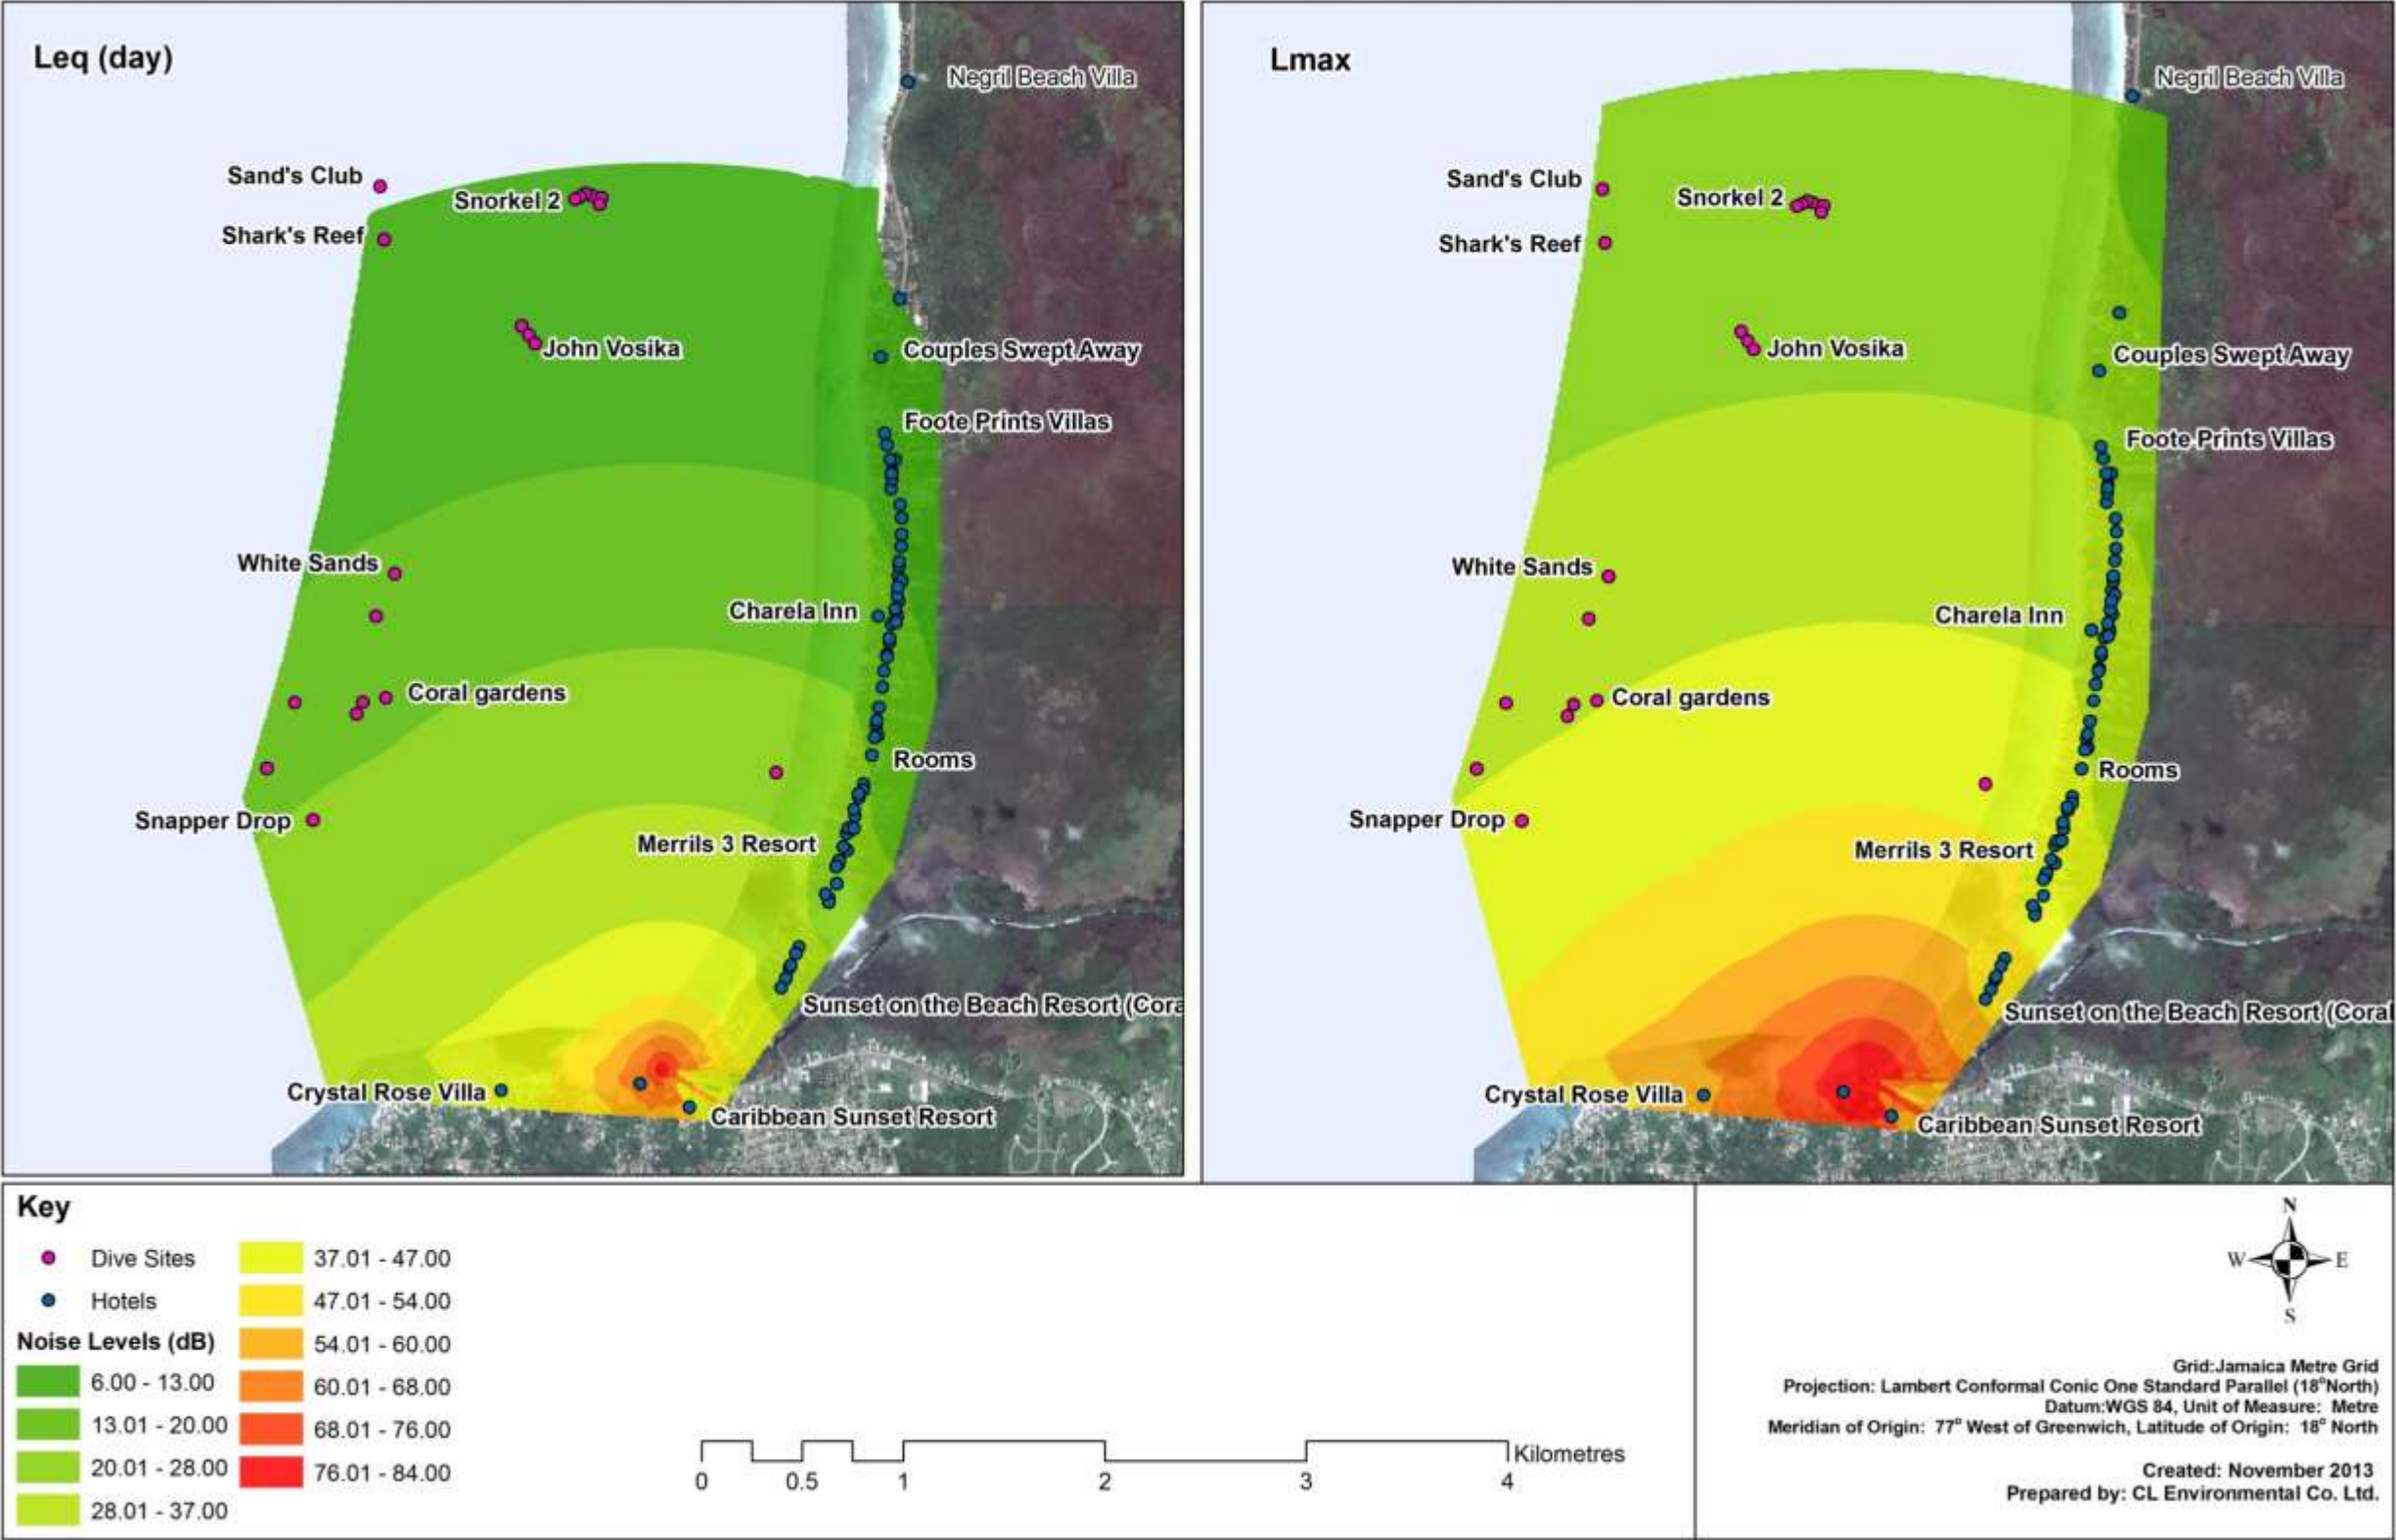 Leq (day)
Negril Beach Villa
Sand's Club
Snorkel 2
Shark's Reef
John Vosika
Couples Swept Away
Foote Prints Villas
White Sands
Charela Inn
Coral gardens
Rooms
Snapper Drop
Merrils 3 Resort
Sunset on the Beach Resort (Cora
Crystal Rose Villa
Caribbean Sunset Resort
Lmax
Negril Beach Villa
Sand's Club
Snorkel 2
Shark's Reef
John Vosika
Couples Swept Away
Foote Prints Villas
White Sands
Charela Inn
Coral gardens
Rooms
Snapper Drop
Merrils 3 Resort
Sunset on the Beach Resort (Coral
Crystal Rose Villa
Caribbean Sunset Resort
Key
Dive Sites
Hotels
Noise Levels (dB)
6.00 - 13.00
13.01 - 20.00
20.01 - 28.00
28.01 - 37.00
37.01 - 47.00
47.01 - 54.00
54.01 - 60.00
60.01 - 68.00
68.01 - 76.00
76.01 - 84.00
Kilometres
0 0.5 1 2 3 4
N
W E
S
Grid:Jamaica Metre Grid
Projection: Lambert Conformal Conic One Standard Parallel (18°North)
Datum:WGS 84, Unit of Measure: Metre
Meridian of Origin: 77° West of Greenwich, Latitude of Origin: 18° North
Created: November 2013
Prepared by: CL Environmental Co. Ltd.